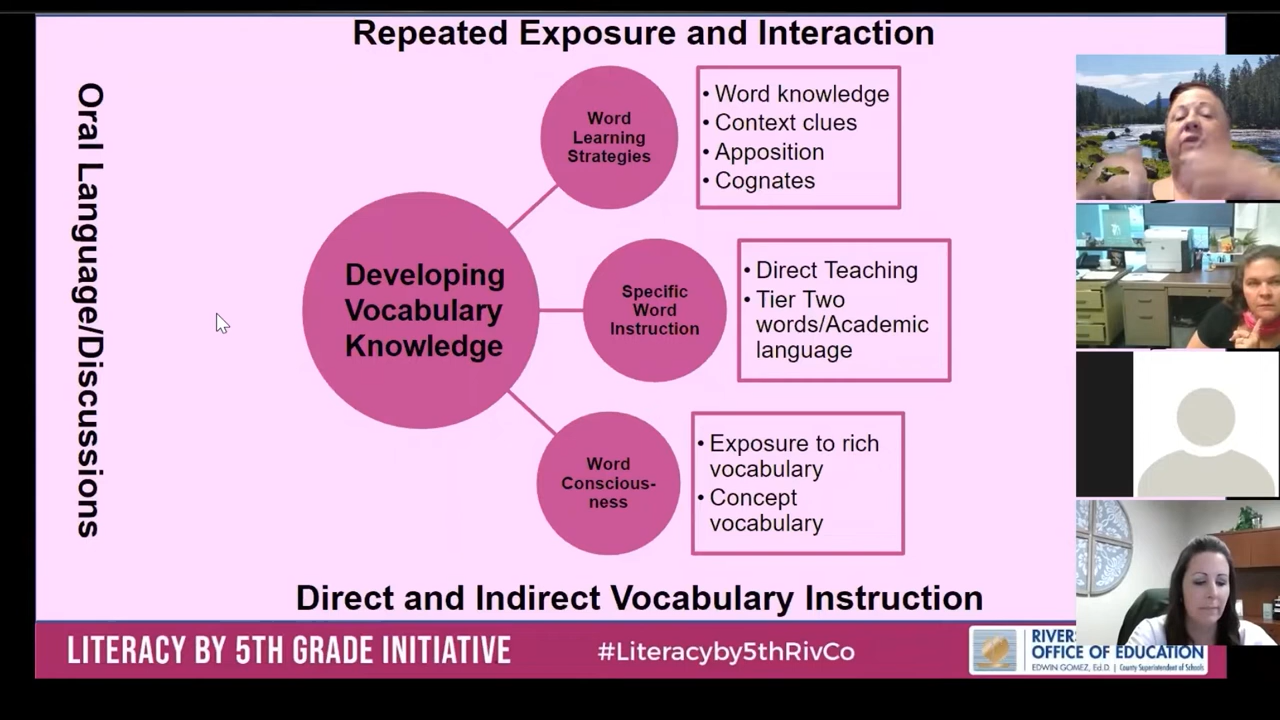 Repeated Exposure and Interaction
Oral Language/Discussions
Developing
Vocabulary
Knowledge
Word
Learning
Strategies
• Word knowledge
• Context clues
• Apposition
• Cognates
Specific
Word
Instruction
• Direct Teaching
• Tier Two
words/Academic
language
Word
Conscious-
ness
• Exposure to rich
vocabulary
• Concept
vocabulary
Direct and Indirect Vocabulary Instruction
LITERACY BY 5TH GRADE INITIATIVE
#Literacyby5thRivCo
OFFICE OF EDUCATION
EDWIN GOMEZ, Ed.D. | County Superintendent of Schools